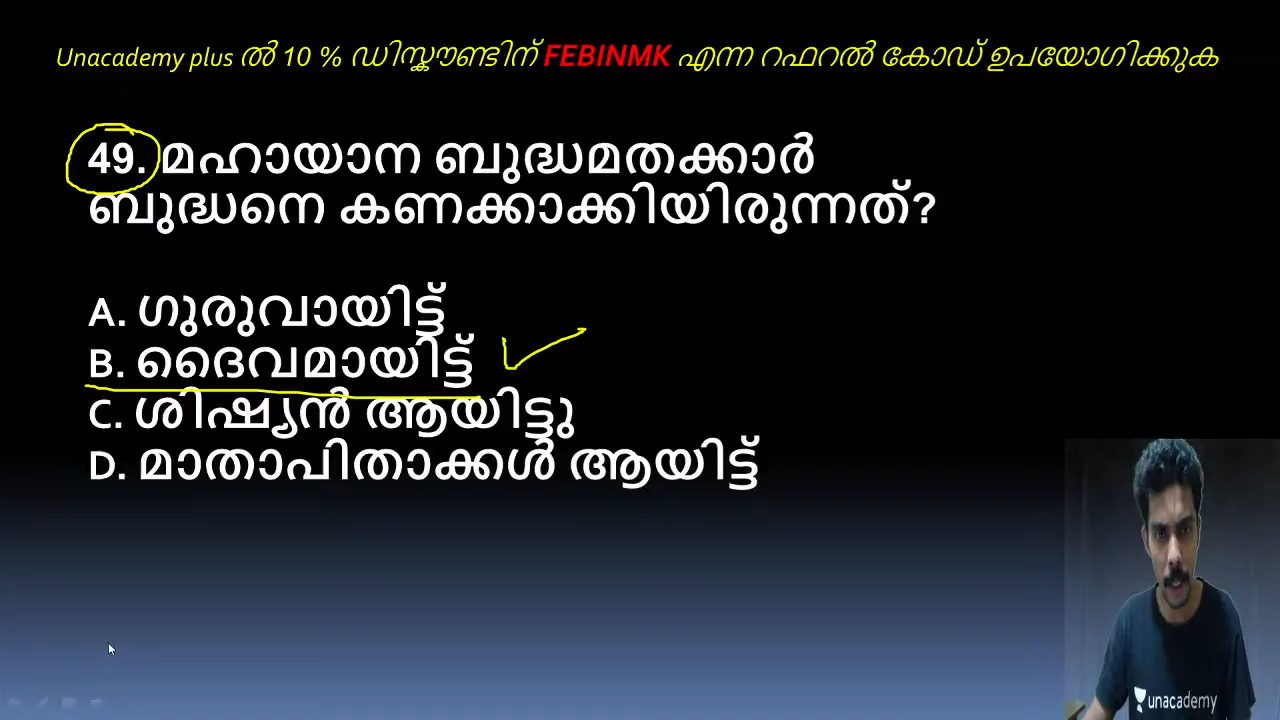 Unacademy plus ൽ 10 % ഡിസ്കൗണ്ടിന് FEBINMK എന്ന റഫറൽ കോഡ് ഉപയോഗിക്കുക
49. മഹായാന ബുദ്ധമതക്കാർ
ബുദ്ധനെ കണക്കാക്കിയിരുന്നത്?
A. ഗുരുവായിട്ട്
B. ദൈവമായിട്ട്
C. ശിഷ്യൻ ആയിട്ടു
D. മാതാപിതാക്കൾ ആയിട്ട്
unacademy